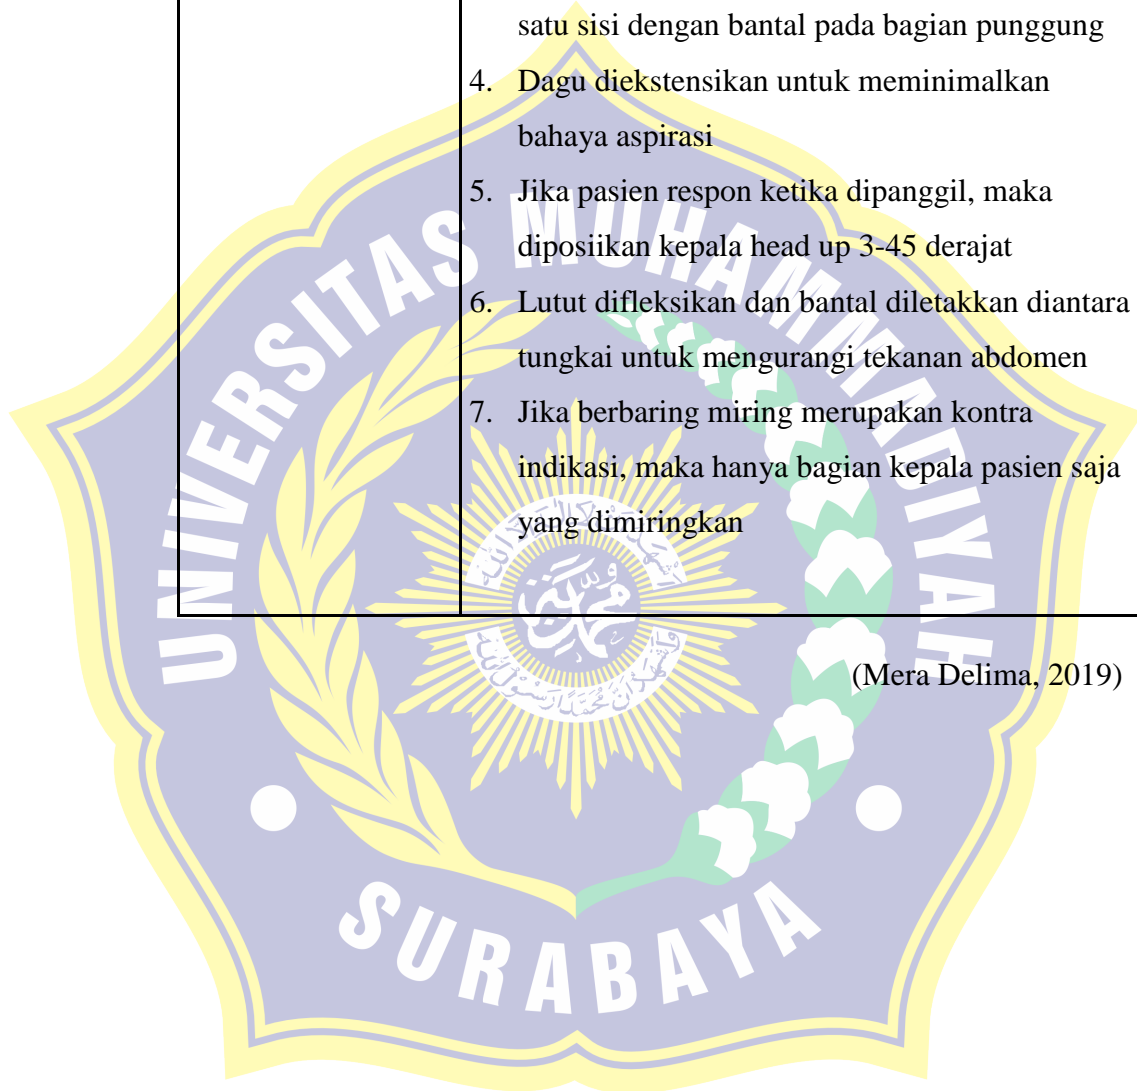 satu sisi dengan bantal pada bagian punggung
4. Dagu diekstensikan untuk meminimalkan
bahaya aspirasi
5. Jika pasien respon ketika dipanggil, maka
diposiikan kepala head up 3-45 derajat
6. Lutut difleksikan dan bantal diletakkan diantara
tungkai untuk mengurangi tekanan abdomen
7. Jika berbaring miring merupakan kontra
indikasi, maka hanya bagian kepala pasien saja
yang dimiringkan
(Mera Delima, 2019)
UNIVERSITAS MUHAMMADIYAH
SURABAYA